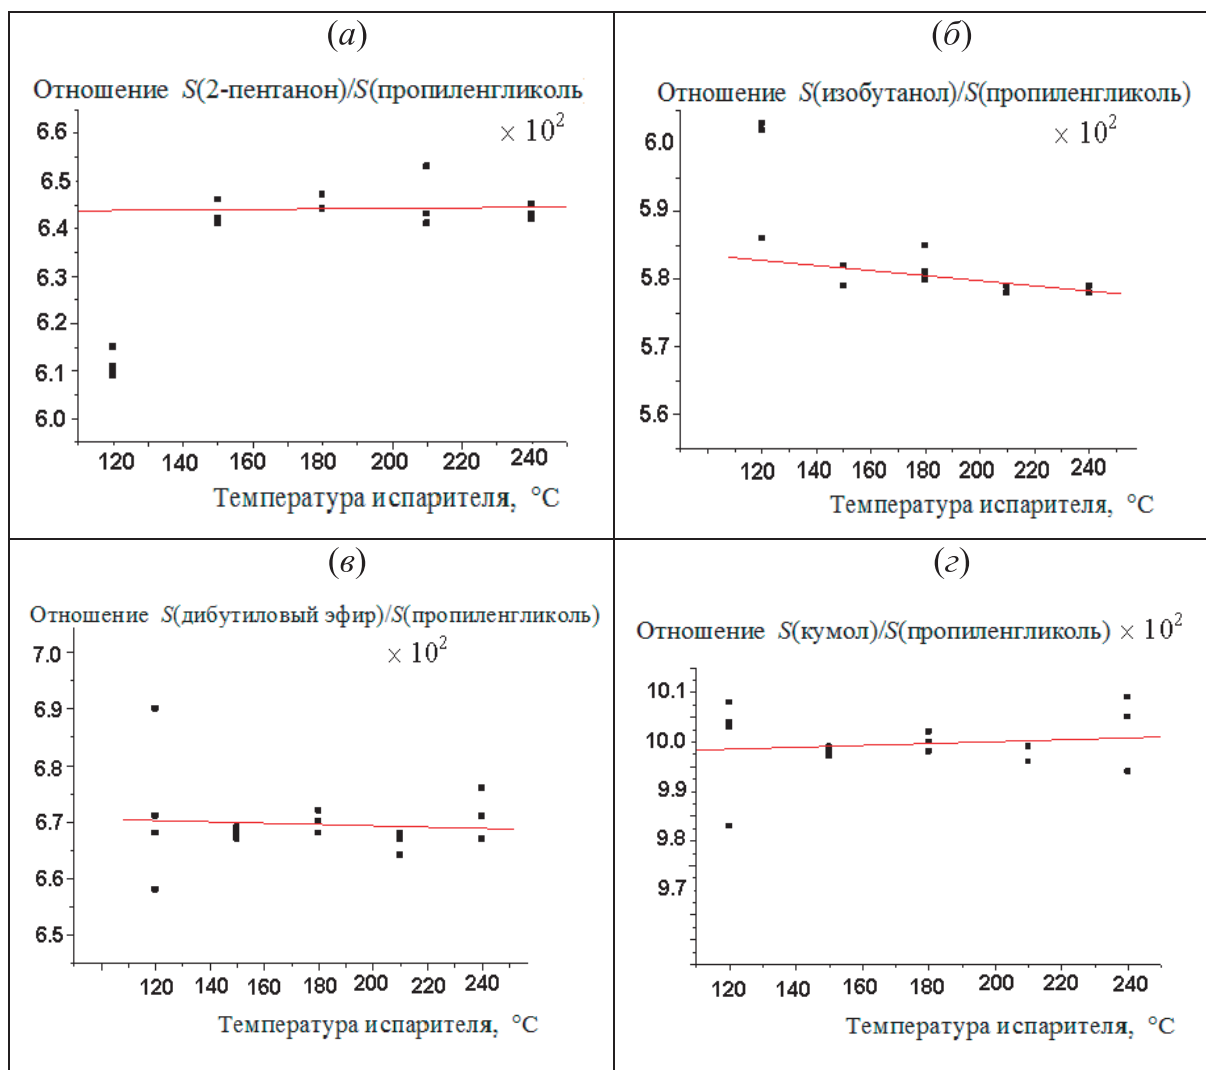 (а)
Отношение S(2-пентанон)/S(пропиленгликоль
× 10²
6.6
6.5
6.4
6.3
6.2
6.1
6.0
120 140 160 180 200 220 240
Температура испарителя, °C
(б)
Отношение S(изобутанол)/S(пропиленгликоль)
× 10²
6.0
5.9
5.8
5.7
5.6
120 140 160 180 200 220 240
Температура испарителя, °C
(в)
Отношение S(дибутиловый эфир)/S(пропиленгликоль)
× 10²
7.0
6.9
6.8
6.7
6.6
6.5
120 140 160 180 200 220 240
Температура испарителя, °C
(г)
Отношение S(кумол)/S(пропиленгликоль) × 10²
10.1
10.0
9.9
9.8
9.7
120 140 160 180 200 220 240
Температура испарителя, °C